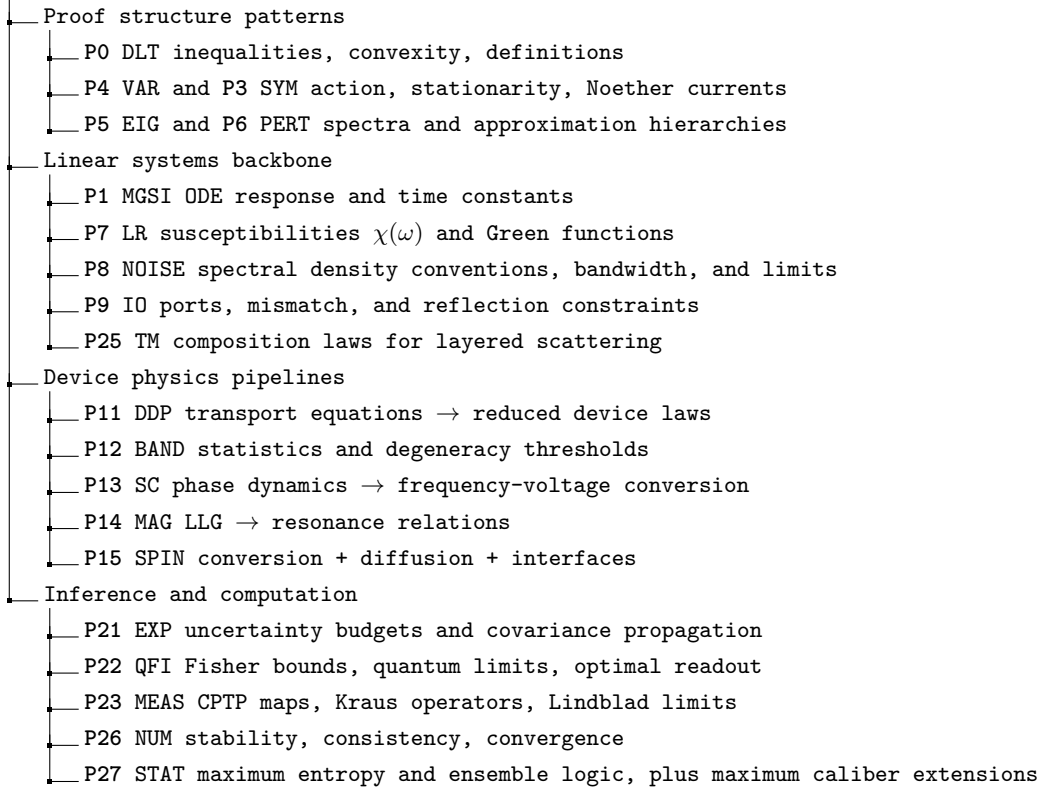 Proof structure patterns
P0 DLT inequalities, convexity, definitions
P4 VAR and P3 SYM action, stationarity, Noether currents
P5 EIG and P6 PERT spectra and approximation hierarchies
Linear systems backbone
P1 MGSI ODE response and time constants
P7 LR susceptibilities χ(ω) and Green functions
P8 NOISE spectral density conventions, bandwidth, and limits
P9 IO ports, mismatch, and reflection constraints
P25 TM composition laws for layered scattering
Device physics pipelines
P11 DDP transport equations → reduced device laws
P12 BAND statistics and degeneracy thresholds
P13 SC phase dynamics → frequency-voltage conversion
P14 MAG LLG → resonance relations
P15 SPIN conversion + diffusion + interfaces
Inference and computation
P21 EXP uncertainty budgets and covariance propagation
P22 QFI Fisher bounds, quantum limits, optimal readout
P23 MEAS CPTP maps, Kraus operators, Lindblad limits
P26 NUM stability, consistency, convergence
P27 STAT maximum entropy and ensemble logic, plus maximum caliber extensions